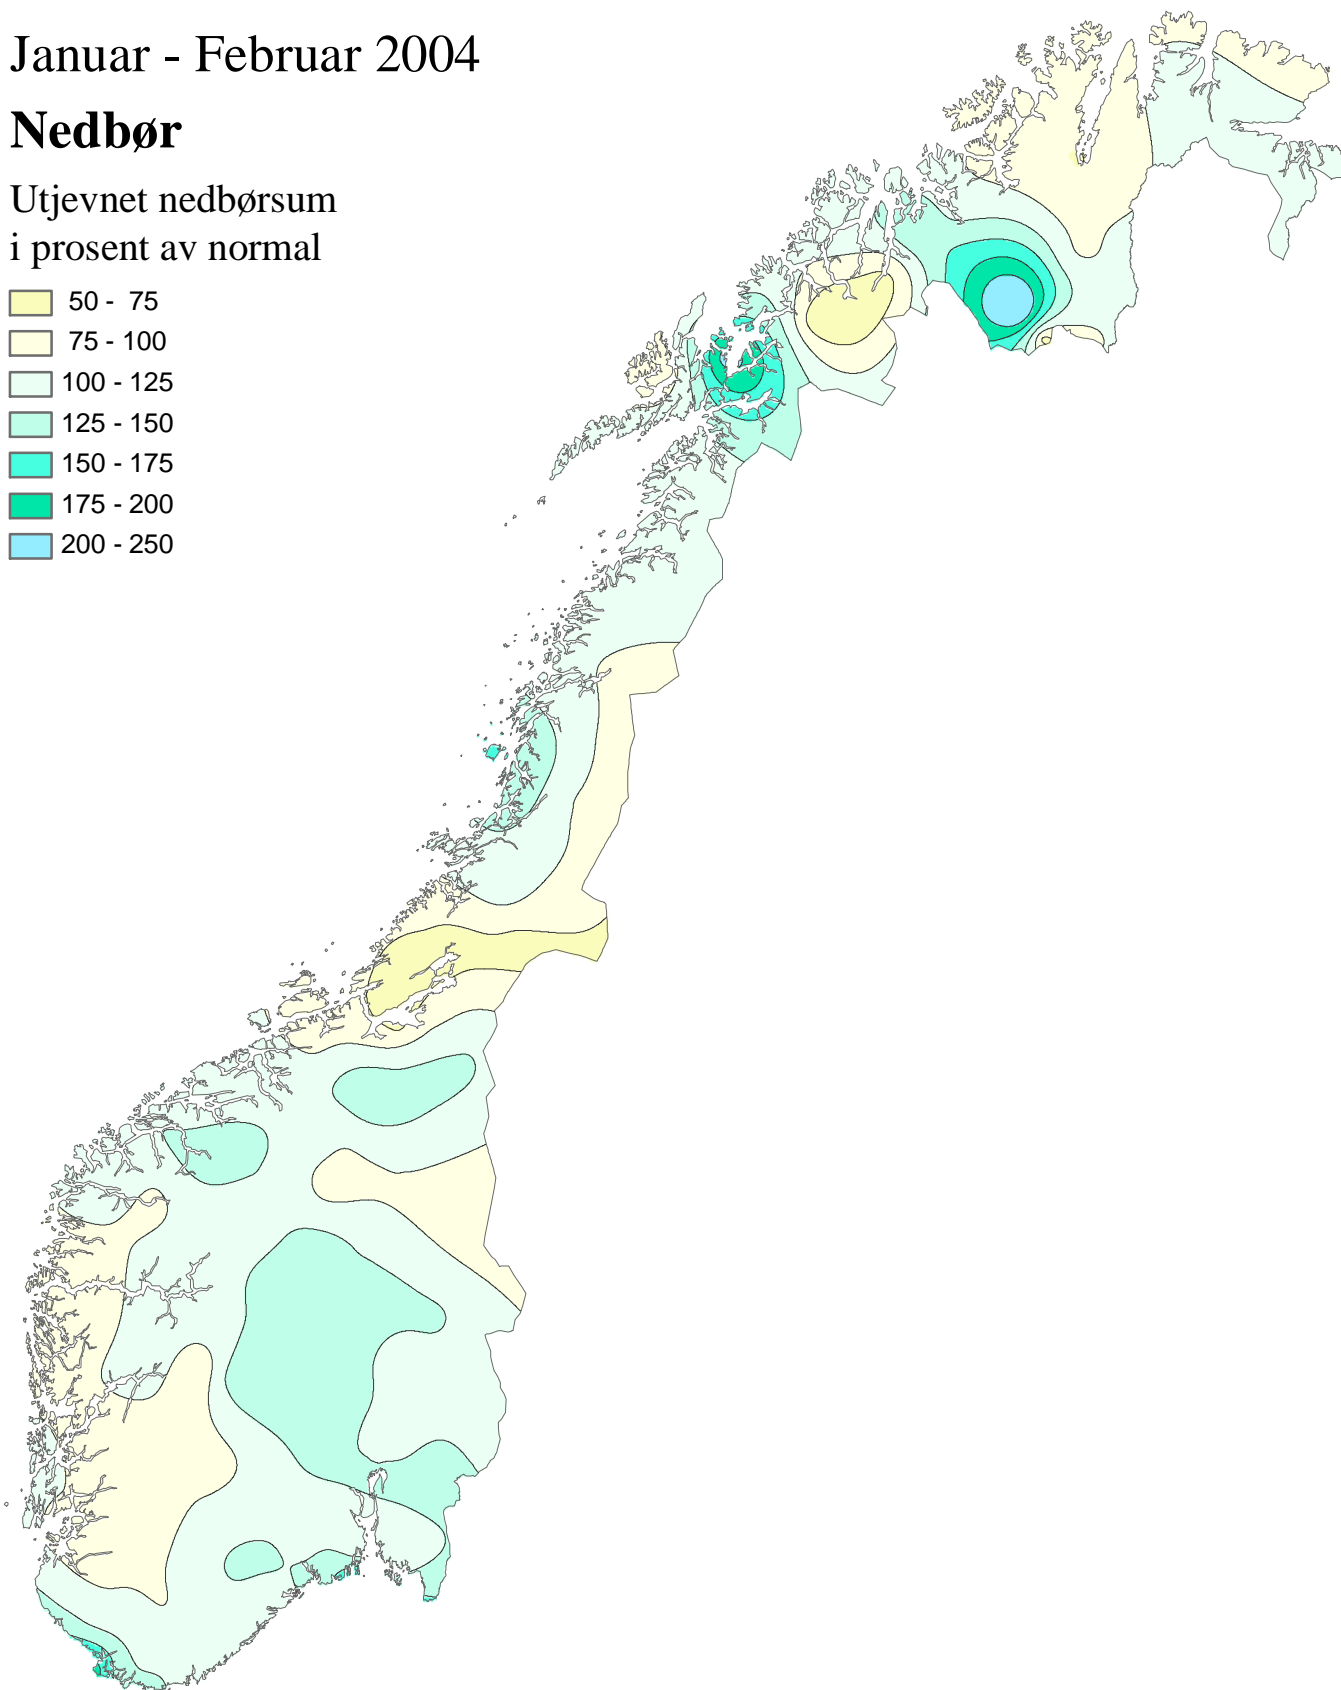 Januar - Februar 2004
Nedbør
Utjevnet nedbørsum
i prosent av normal
50 - 75
75 - 100
100 - 125
125 - 150
150 - 175
175 - 200
200 - 250